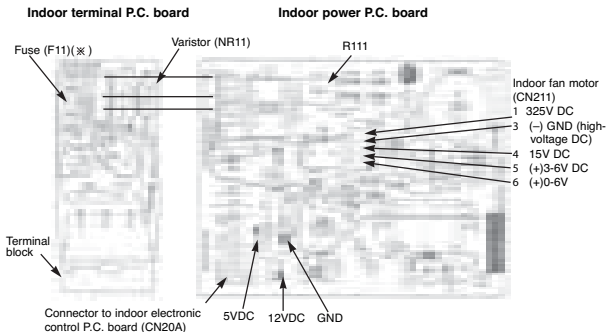 Indoor terminal P.C. board
Indoor power P.C. board
Fuse (F11)(※)
Varistor (NR11)
R111
Indoor fan motor
(CN211)
1 325V DC
3 (–) GND (high-
voltage DC)
4 15V DC
5 (+)3-6V DC
6 (+)0-6V
Terminal
block
Connector to indoor electronic
control P.C. board (CN20A)
5VDC
12VDC
GND